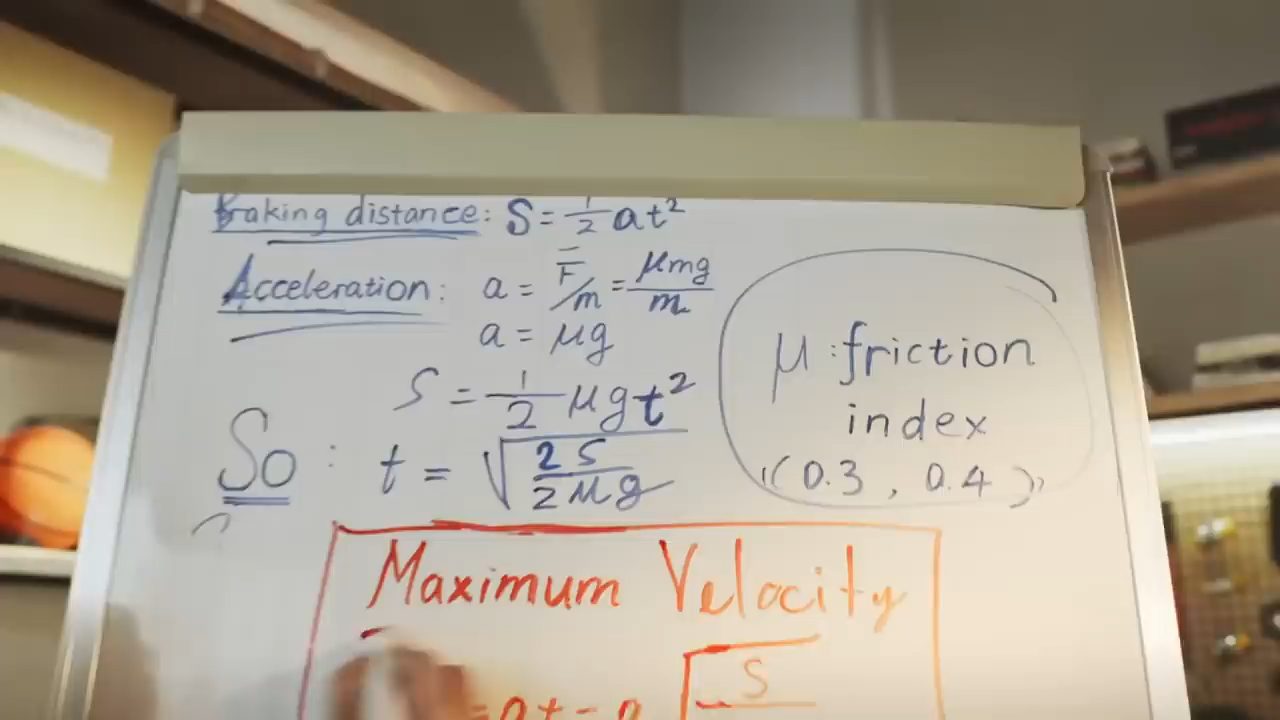 Braking distance: S = 1/2 at²
Acceleration: a = F/m = μmg/m
a = μg
S = 1/2 μgt²
So: t = √(2S/2μg)
μ: friction
index
(0.3, 0.4)
Maximum Velocity
= at = a √S